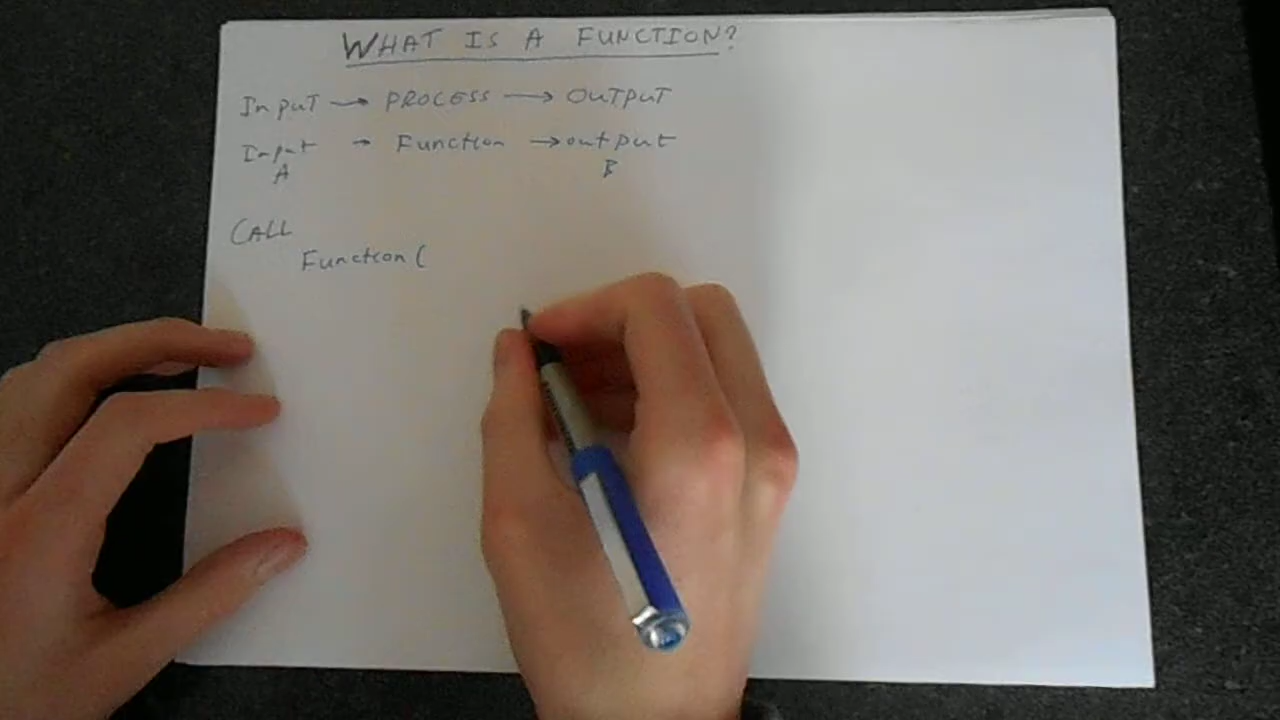 WHAT IS A FUNCTION?
InpuT → PROCESS → OUTPUT
Input → Function → output
A B
CALL
Function (